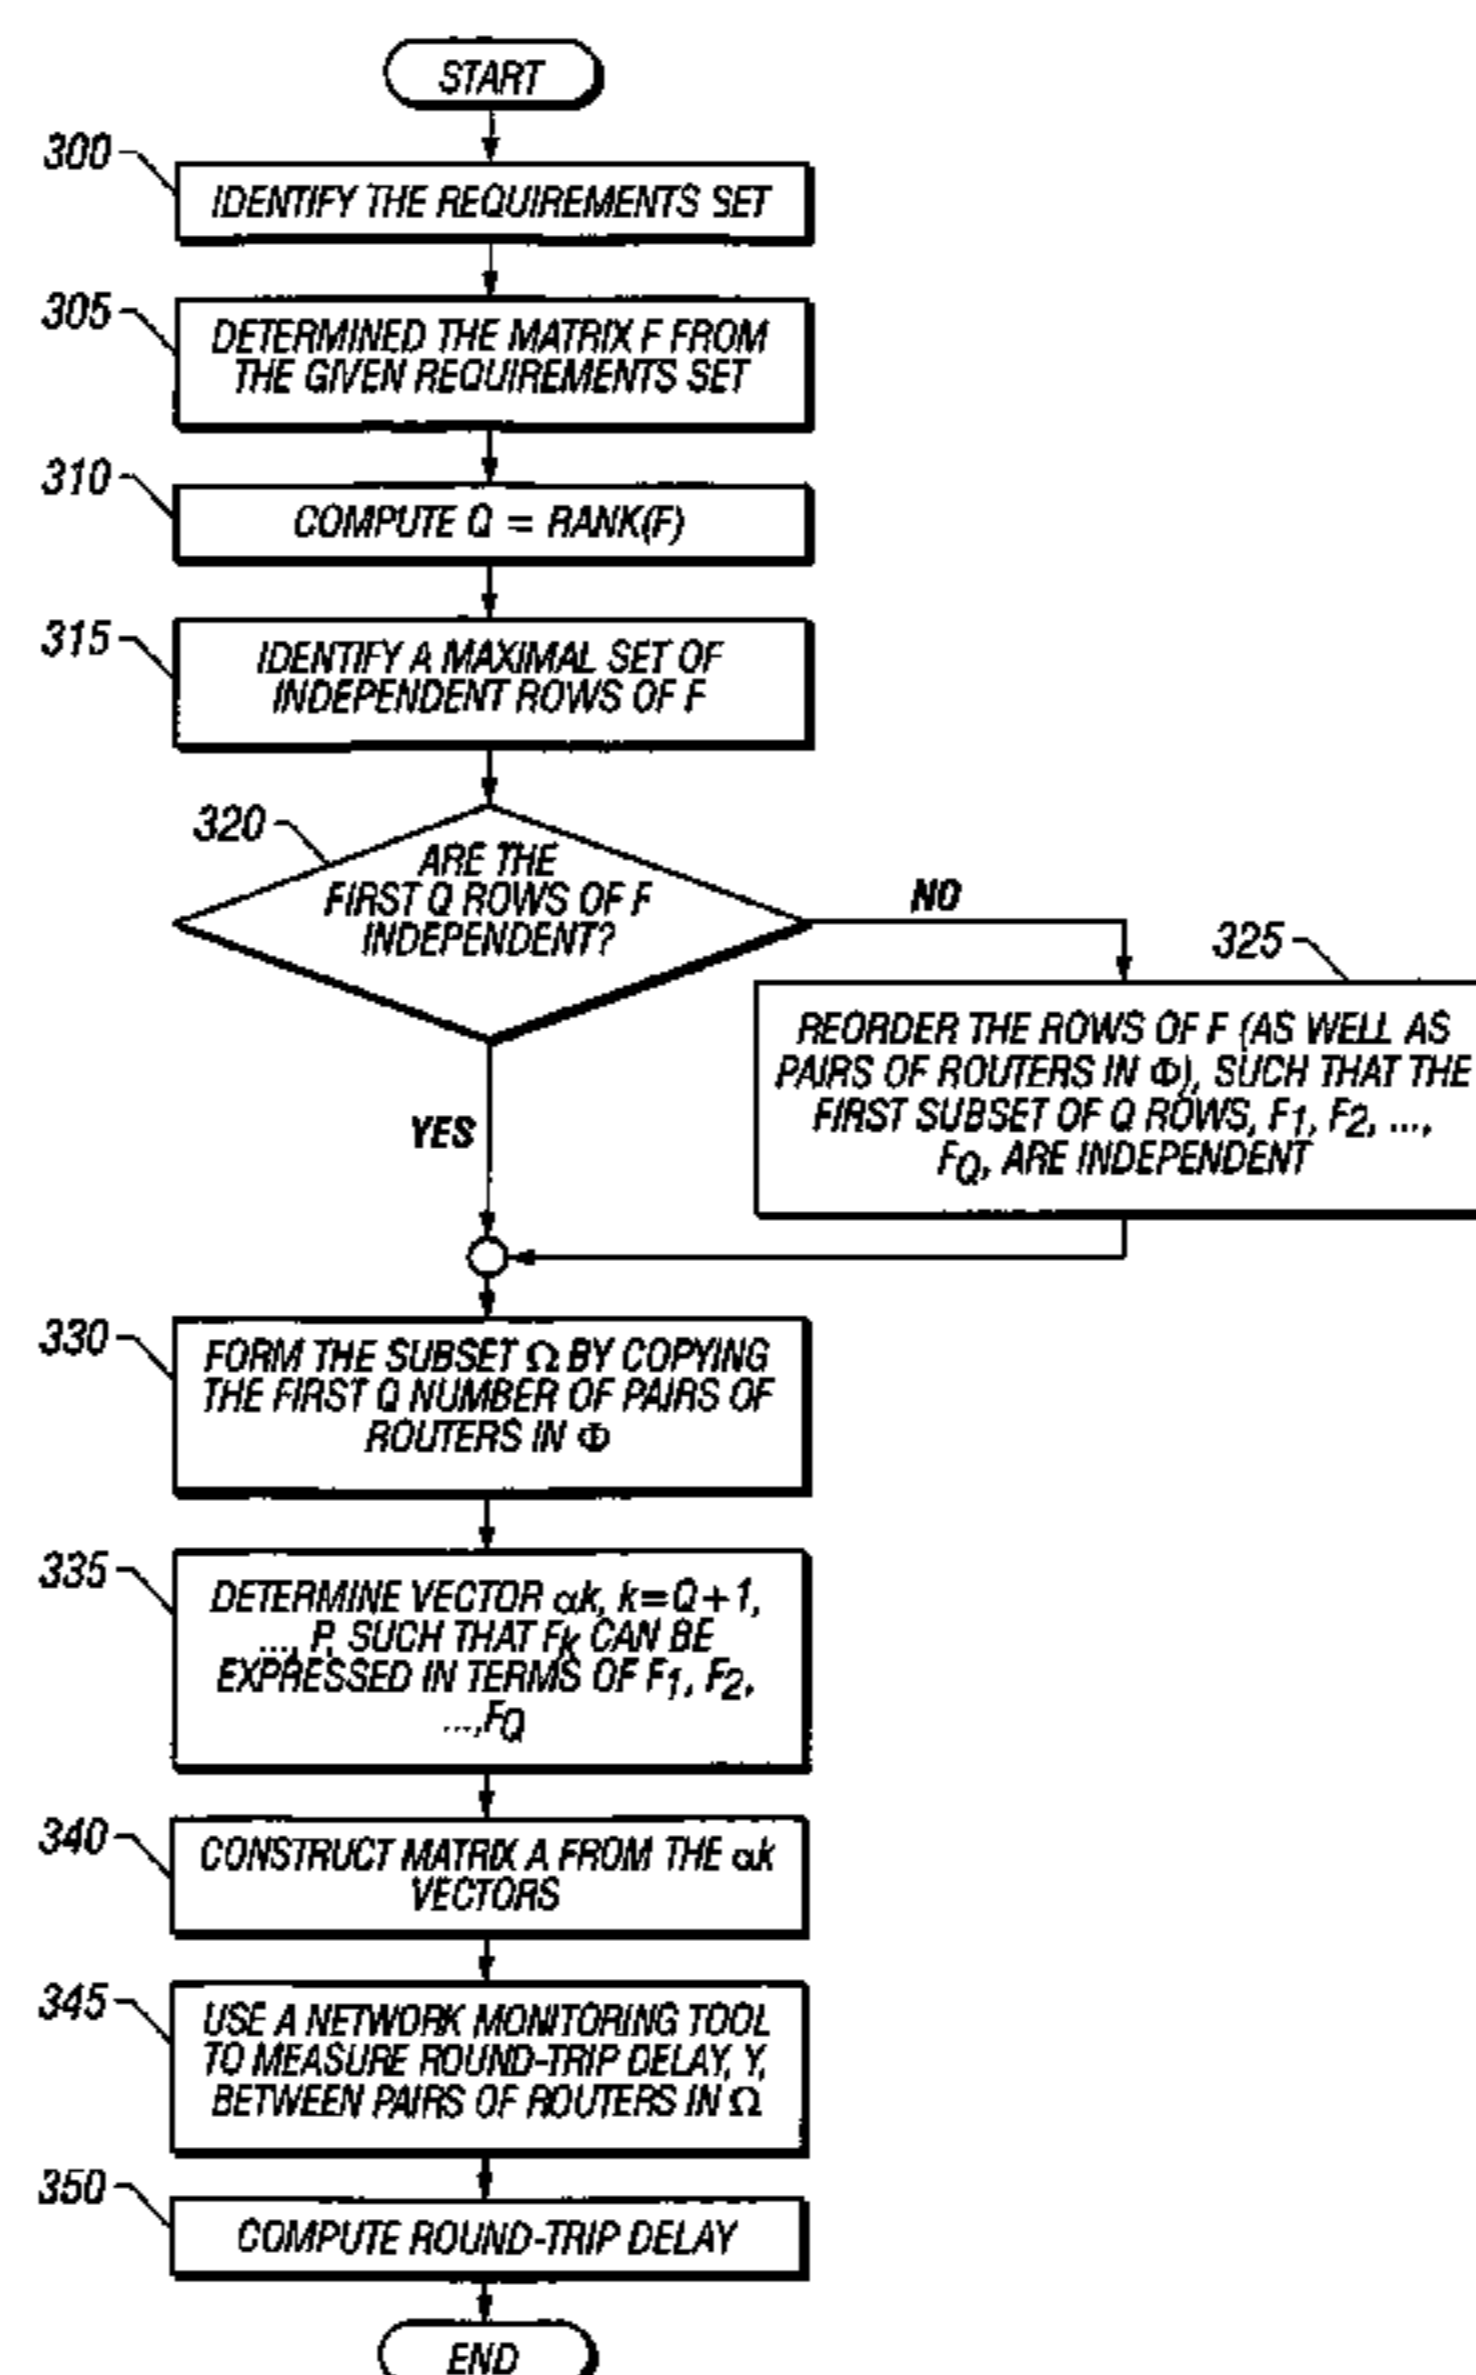 START
300
IDENTIFY THE REQUIREMENTS SET
305
DETERMINED THE MATRIX F FROM
THE GIVEN REQUIREMENTS SET
310
COMPUTE Q = RANK(F)
315
IDENTIFY A MAXIMAL SET OF
INDEPENDENT ROWS OF F
320
ARE THE
FIRST Q ROWS OF F
INDEPENDENT?
NO
325
REORDER THE ROWS OF F (AS WELL AS
PAIRS OF ROUTERS IN Φ), SUCH THAT THE
FIRST SUBSET OF Q ROWS, F1, F2, ...,
FQ, ARE INDEPENDENT
YES
330
FORM THE SUBSET Ω BY COPYING
THE FIRST Q NUMBER OF PAIRS OF
ROUTERS IN Φ
335
DETERMINE VECTOR αk, k=Q+1,
..., P, SUCH THAT Fk CAN BE
EXPRESSED IN TERMS OF F1, F2,
...,FQ
340
CONSTRUCT MATRIX A FROM THE αk
VECTORS
345
USE A NETWORK MONITORING TOOL
TO MEASURE ROUND-TRIP DELAY, Y,
BETWEEN PAIRS OF ROUTERS IN Ω
350
COMPUTE ROUND-TRIP DELAY
END